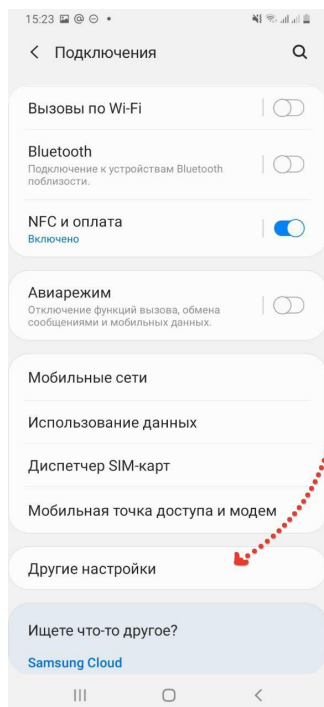 15:23
Подключения
Вызовы по Wi-Fi
Bluetooth
Подключение к устройствам Bluetooth
поблизости.
NFC и оплата
Включено
Авиарежим
Отключение функций вызова, обмена
сообщениями и мобильных данных.
Мобильные сети
Использование данных
Диспетчер SIM-карт
Мобильная точка доступа и модем
Другие настройки
Ищете что-то другое?
Samsung Cloud